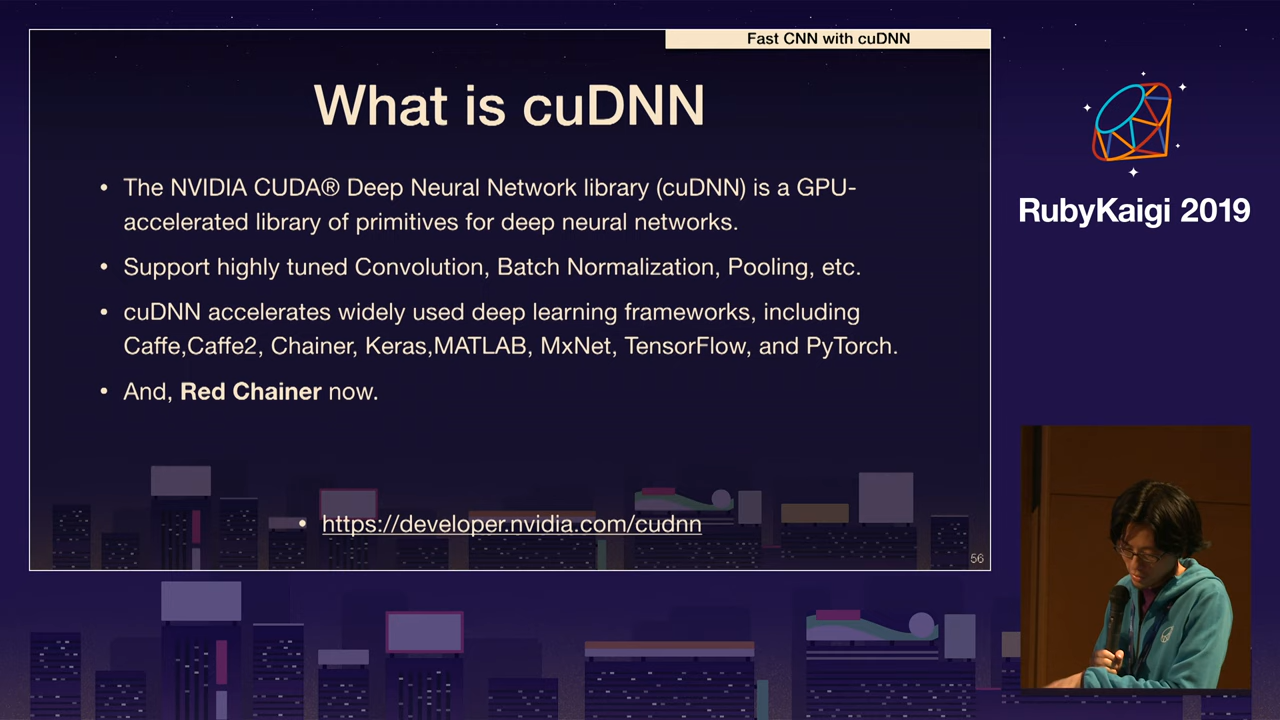 Fast CNN with cuDNN
What is cuDNN
• The NVIDIA CUDA® Deep Neural Network library (cuDNN) is a GPU-
accelerated library of primitives for deep neural networks.
• Support highly tuned Convolution, Batch Normalization, Pooling, etc.
• cuDNN accelerates widely used deep learning frameworks, including
Caffe,Caffe2, Chainer, Keras,MATLAB, MxNet, TensorFlow, and PyTorch.
• And, Red Chainer now.
• https://developer.nvidia.com/cudnn
56
RubyKaigi 2019